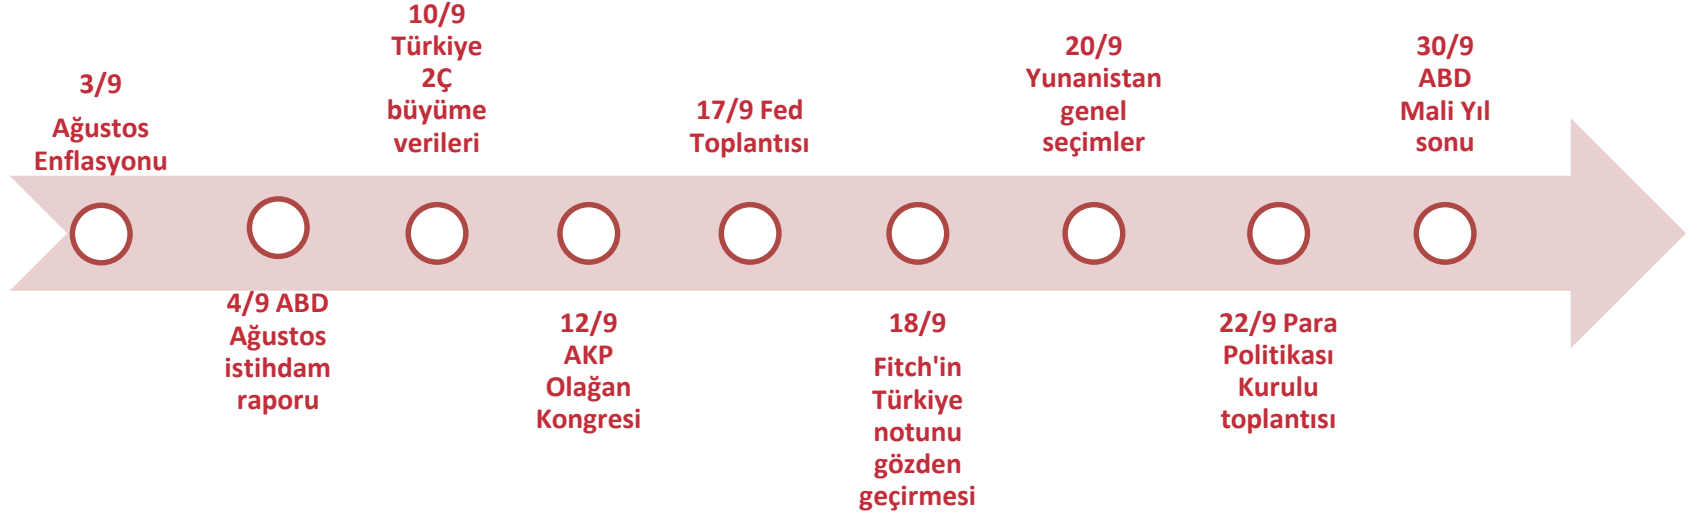 3/9
Ağustos
Enflasyonu
4/9 ABD
Ağustos
istihdam
raporu
10/9
Türkiye
2Ç
büyüme
verileri
12/9
AKP
Olağan
Kongresi
17/9 Fed
Toplantısı
18/9
Fitch'in
Türkiye
notunu
gözden
geçirmesi
20/9
Yunanistan
genel
seçimler
22/9 Para
Politikası
Kurulu
toplantısı
30/9
ABD
Mali Yıl
sonu